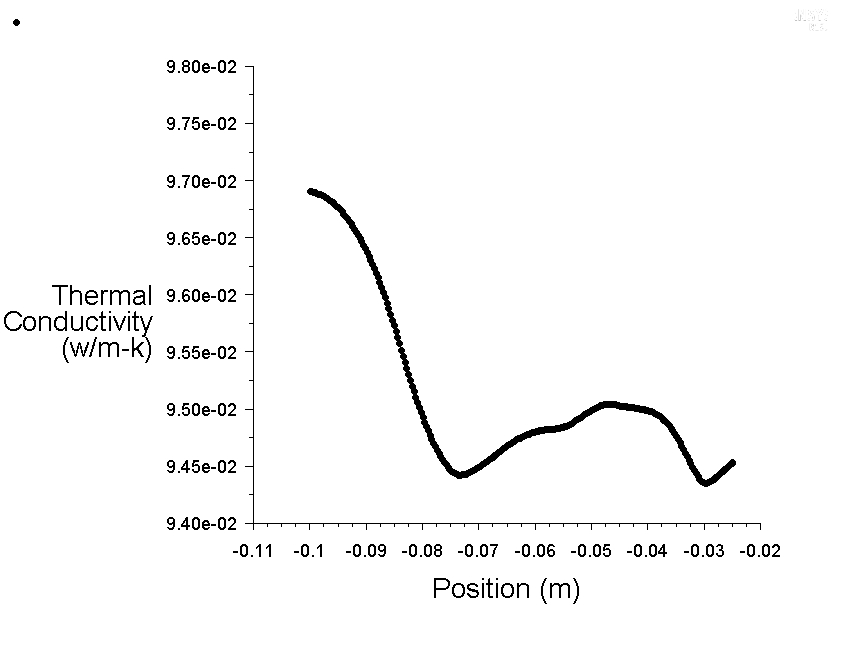 •
9.80e-02
9.75e-02
9.70e-02
9.65e-02
9.60e-02
9.55e-02
9.50e-02
9.45e-02
9.40e-02
Thermal
Conductivity
(w/m-k)
-0.11 -0.1 -0.09 -0.08 -0.07 -0.06 -0.05 -0.04 -0.03 -0.02
Position (m)